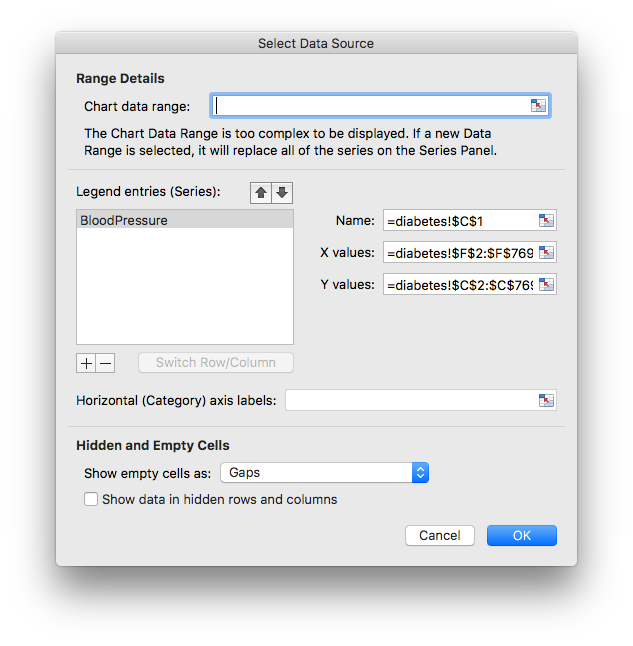 Select Data Source
Range Details
Chart data range:
The Chart Data Range is too complex to be displayed. If a new Data
Range is selected, it will replace all of the series on the Series Panel.
Legend entries (Series):
BloodPressure
Name: =diabetes!$C$1
X values: =diabetes!$F$2:$F$769
Y values: =diabetes!$C$2:$C$769
Switch Row/Column
Horizontal (Category) axis labels:
Hidden and Empty Cells
Show empty cells as: Gaps
Show data in hidden rows and columns
Cancel OK